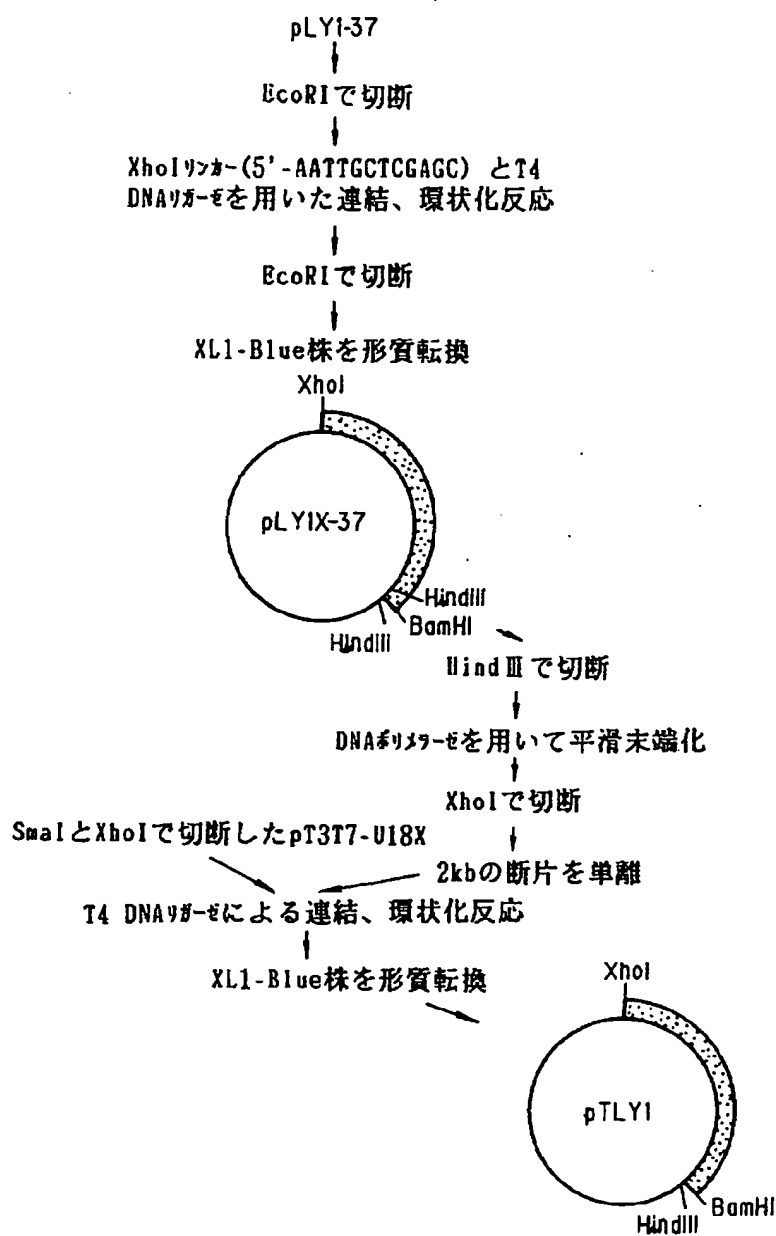 pLY1-37
EcoRIで切断
XhoIリンカー(5'-AATTGCTCGAGC) とT4
DNAリガーゼを用いた連結、環状化反応
EcoRIで切断
XL1-Blue株を形質転換
XhoI
pLY1X-37
HindIII
BamHI
HindIII
HindⅢで切断
DNAポリメラーゼを用いて平滑末端化
XhoIで切断
SmaIとXhoIで切断したpT3T7-U18X
2kbの断片を単離
T4 DNAリガーゼによる連結、環状化反応
XL1-Blue株を形質転換
XhoI
pTLY1
BamHI
HindIII